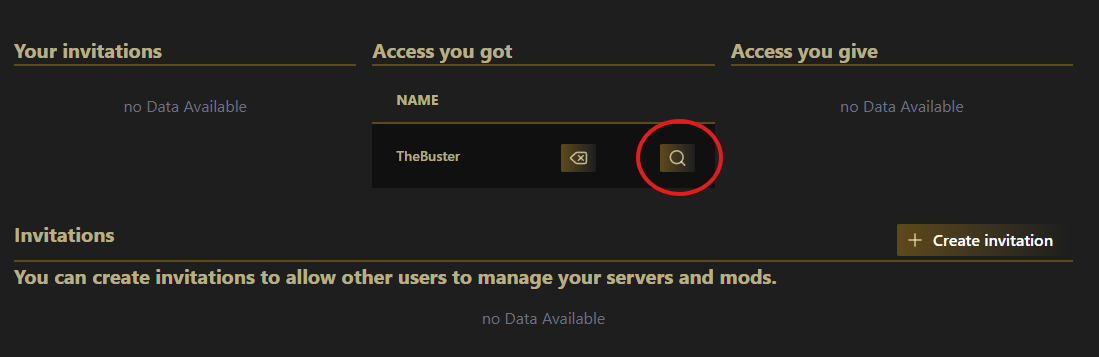 Your invitations
no Data Available
Access you got
NAME
TheBuster
Access you give
no Data Available
Invitations
Create invitation
You can create invitations to allow other users to manage your servers and mods.
no Data Available